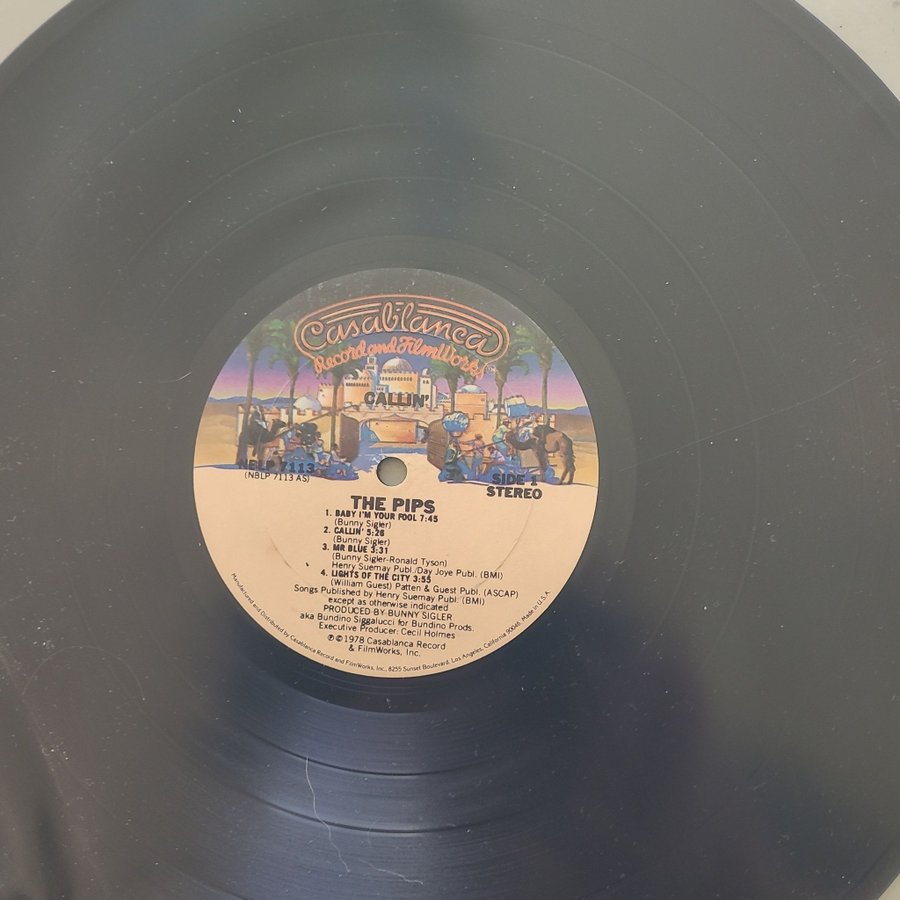 Casablanca
Record and FilmWorks
CALLIN'
NBLP 7113
(NBLP 7113 AS)
SIDE 1
STEREO
THE PIPS
1. BABY I'M YOUR FOOL 7:45
(Bunny Sigler)
2. CALLIN' 5:26
(Bunny Sigler)
3. MR BLUE 3:31
(Bunny Sigler-Ronald Tyson)
Henry Suemay Publ./Day Joye Publ. (BMI)
4. LIGHTS OF THE CITY 3:55
(William Guest) Patten & Guest Publ. (ASCAP)
Songs Published by Henry Suemay Publ. (BMI)
except as otherwise indicated
PRODUCED BY BUNNY SIGLER
aka Bundino Siggalucci for Bundino Prods.
Executive Producer: Cecil Holmes
℗©1978 Casablanca Record
& FilmWorks, Inc.
Manufactured and Distributed by Casablanca Record and FilmWorks, Inc., 8255 Sunset Boulevard, Los Angeles, California 90046. Made in U.S.A.